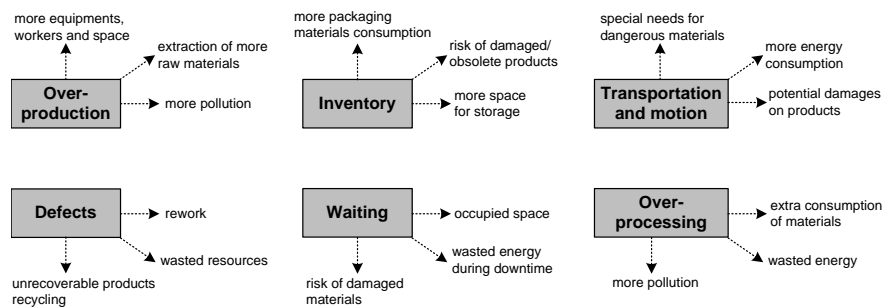 more equipments,
workers and space
extraction of more
raw materials
Over-
production
more pollution
more packaging
materials consumption
risk of damaged/
obsolete products
Inventory
more space
for storage
special needs for
dangerous materials
more energy
consumption
Transportation
and motion
potential damages
on products
Defects
rework
wasted resources
unrecoverable products
recycling
Waiting
occupied space
wasted energy
during downtime
risk of damaged
materials
Over-
processing
extra consumption
of materials
wasted energy
more pollution